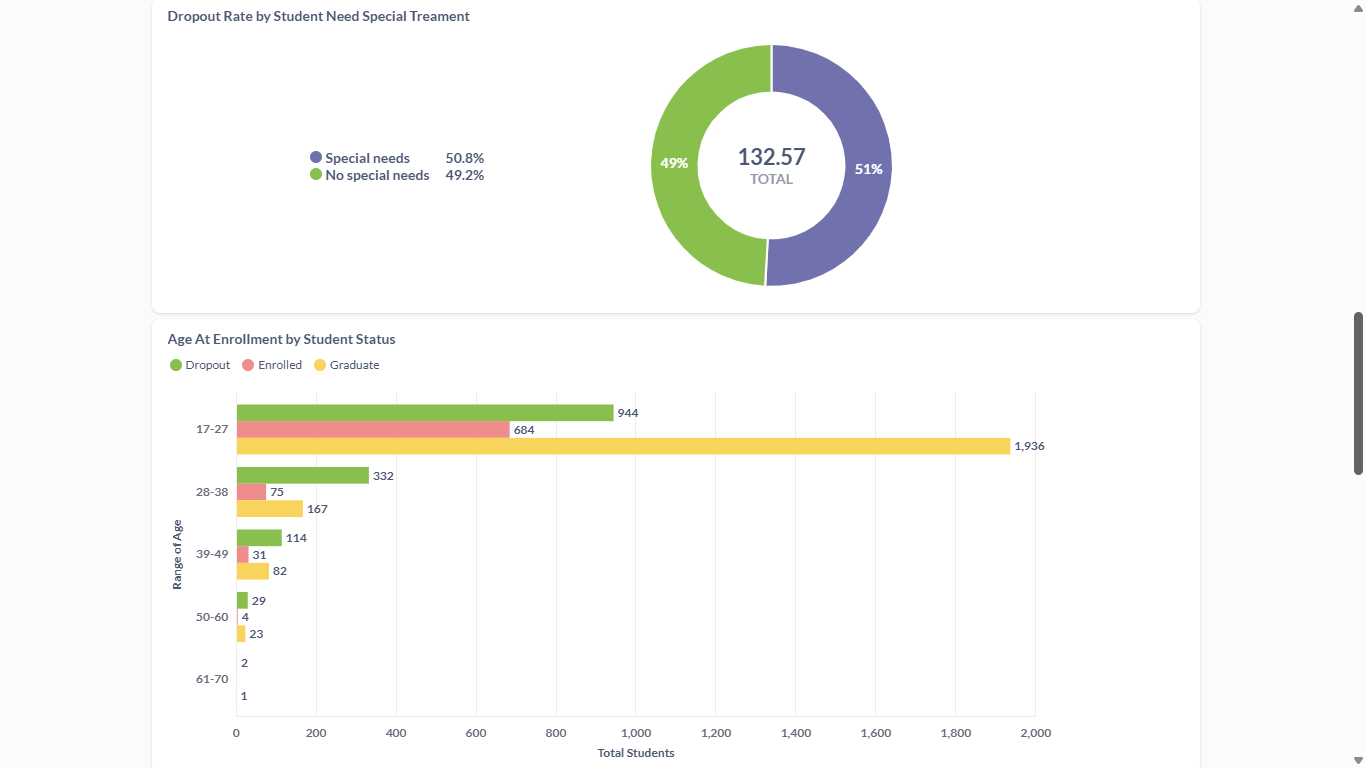 Dropout Rate by Student Need Special Treament
Special needs 50.8%
No special needs 49.2%
49%
132.57
TOTAL
51%
Age At Enrollment by Student Status
Dropout Enrolled Graduate
Range of Age
17-27
944
684
1,936
28-38
332
75
167
39-49
114
31
82
50-60
29
4
23
61-70
2
1
0 200 400 600 800 1,000 1,200 1,400 1,600 1,800 2,000
Total Students